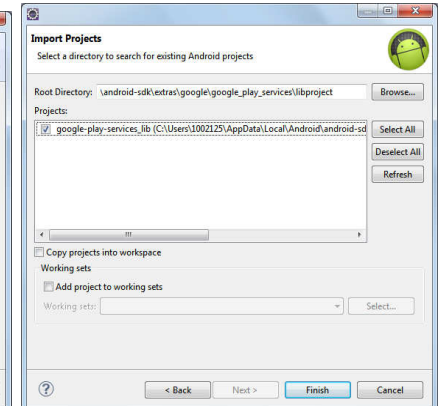 Import Projects
Select a directory to search for existing Android projects
Root Directory: \android-sdk\extras\google\google_play_services\libproject Browse...
Projects:
google-play-services_lib (C:\Users\1002125\AppData\Local\Android\android-sd Select All
Deselect All
Refresh
Copy projects into workspace
Working sets
Add project to working sets
Working sets: Select...
? < Back Next > Finish Cancel